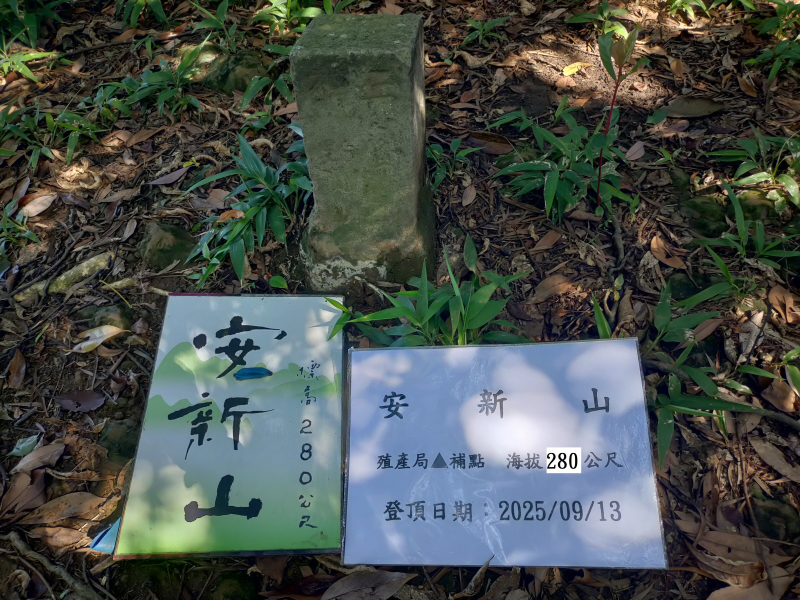 安新山
標高280公尺
安新山
殖產局▲補點 海拔280公尺
登頂日期：2025/09/13